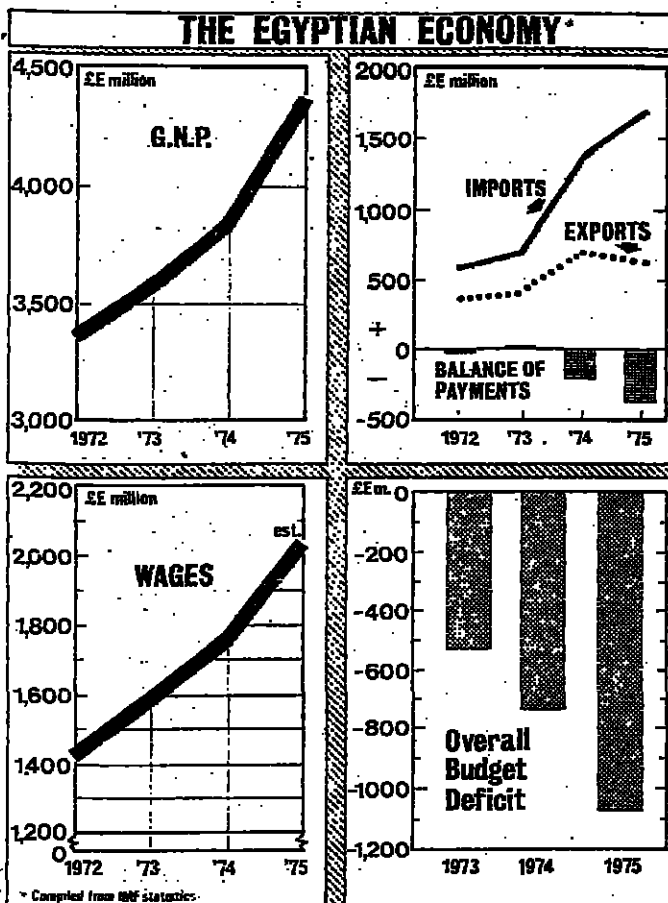 THE EGYPTIAN ECONOMY*
4,500
£E million
G.N.P.
4,000
3,500
3,000
1972 '73 '74 '75
2000
£E million
1,500
IMPORTS
1,000
EXPORTS
500
+
0
–
BALANCE OF
PAYMENTS
-500
1972 '73 '74 '75
2,200
£E million
est.
2,000
WAGES
1,800
1,600
1,400
1,200
0
1972 '73 '74 '75
£Em.
0
-200
-400
-600
-800
Overall
Budget
Deficit
-1000
-1,200
1973 1974 1975
* Compiled from IMF statistics